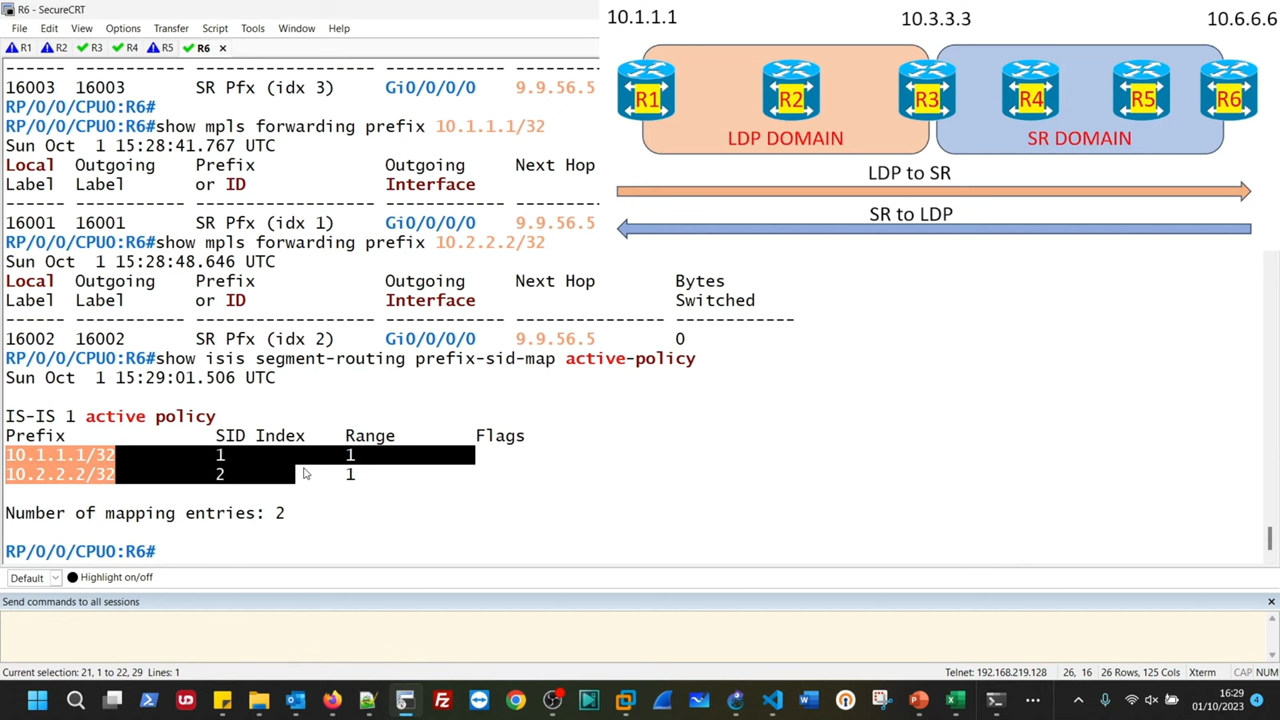 R6 - SecureCRT
File Edit View Options Transfer Script Tools Window Help
R1 R2 R3 R4 R5 R6 ×
------ ----------- ------------------ ------------ ---------------
16003 16003 SR Pfx (idx 3) Gi0/0/0/0 9.9.56.5
RP/0/0/CPU0:R6#
RP/0/0/CPU0:R6#show mpls forwarding prefix 10.1.1.1/32
Sun Oct 1 15:28:41.767 UTC
Local Outgoing Prefix Outgoing Next Hop
Label Label or ID Interface
------ ----------- ------------------ ------------ ---------------
16001 16001 SR Pfx (idx 1) Gi0/0/0/0 9.9.56.5
RP/0/0/CPU0:R6#show mpls forwarding prefix 10.2.2.2/32
Sun Oct 1 15:28:48.646 UTC
Local Outgoing Prefix Outgoing Next Hop Bytes
Label Label or ID Interface Switched
------ ----------- ------------------ ------------ --------------- ------------
16002 16002 SR Pfx (idx 2) Gi0/0/0/0 9.9.56.5 0
RP/0/0/CPU0:R6#show isis segment-routing prefix-sid-map active-policy
Sun Oct 1 15:29:01.506 UTC
IS-IS 1 active policy
Prefix SID Index Range Flags
10.1.1.1/32 1 1
10.2.2.2/32 2 1
Number of mapping entries: 2
RP/0/0/CPU0:R6#
10.1.1.1 10.3.3.3 10.6.6.6
R1 R2 R3 R4 R5 R6
LDP DOMAIN SR DOMAIN
LDP to SR
SR to LDP
Default Highlight on/off
Send commands to all sessions ×
Current selection: 21, 1 to 22, 29 Lines: 1 Telnet: 192.168.219.128 26, 16 26 Rows, 125 Cols Xterm CAP NUM
16:29
01/10/2023